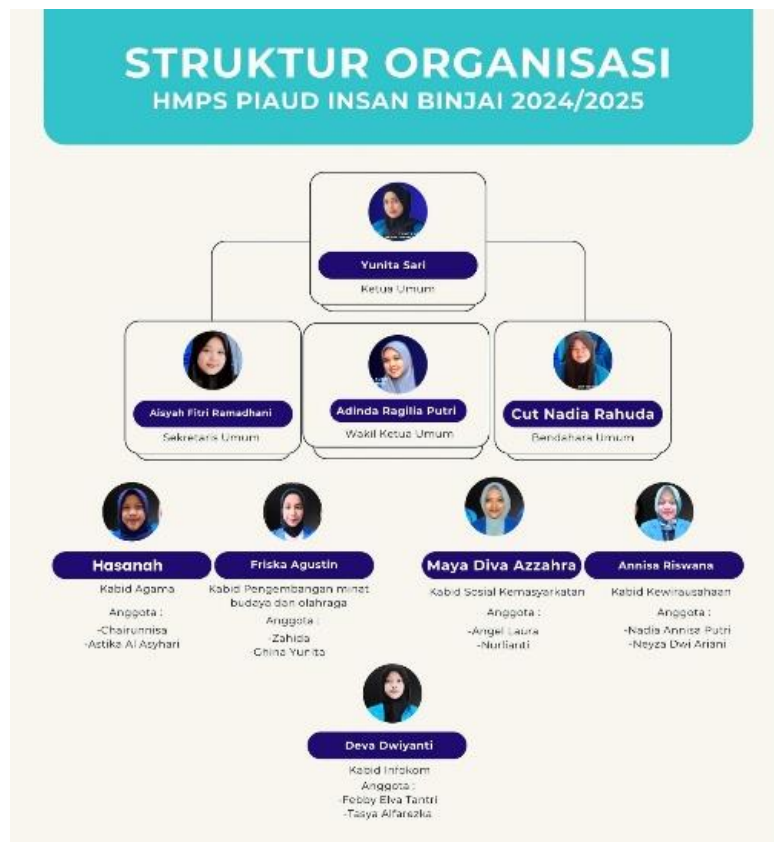 STRUKTUR ORGANISASI
HMPS PIAUD INSAN BINJAI 2024/2025
Yunita Sari
Ketua Umum
Aisyah Fitri Ramadhani
Sekretaris Umum
Adinda Ragilia Putri
Wakil Ketua Umum
Cut Nadia Rahuda
Bendahara Umum
Hasanah
Kabid Agama
Anggota :
-Chairunnisa
-Astika Al Asyhari
Friska Agustin
Kabid Pengembangan minat
budaya dan olahraga
Anggota :
-Zahida
-Ghina Yunita
Maya Diva Azzahra
Kabid Sosial Kemasyarkatan
Anggota :
-Angel Laura
-Nurlianti
Annisa Riswana
Kabid Kewirausahaan
Anggota :
-Nadia Annisa Putri
-Neyza Dwi Ariani
Deva Dwiyanti
Kabid Infokom
Anggota :
-Febby Elva Tantri
-Tasya Alfarezka